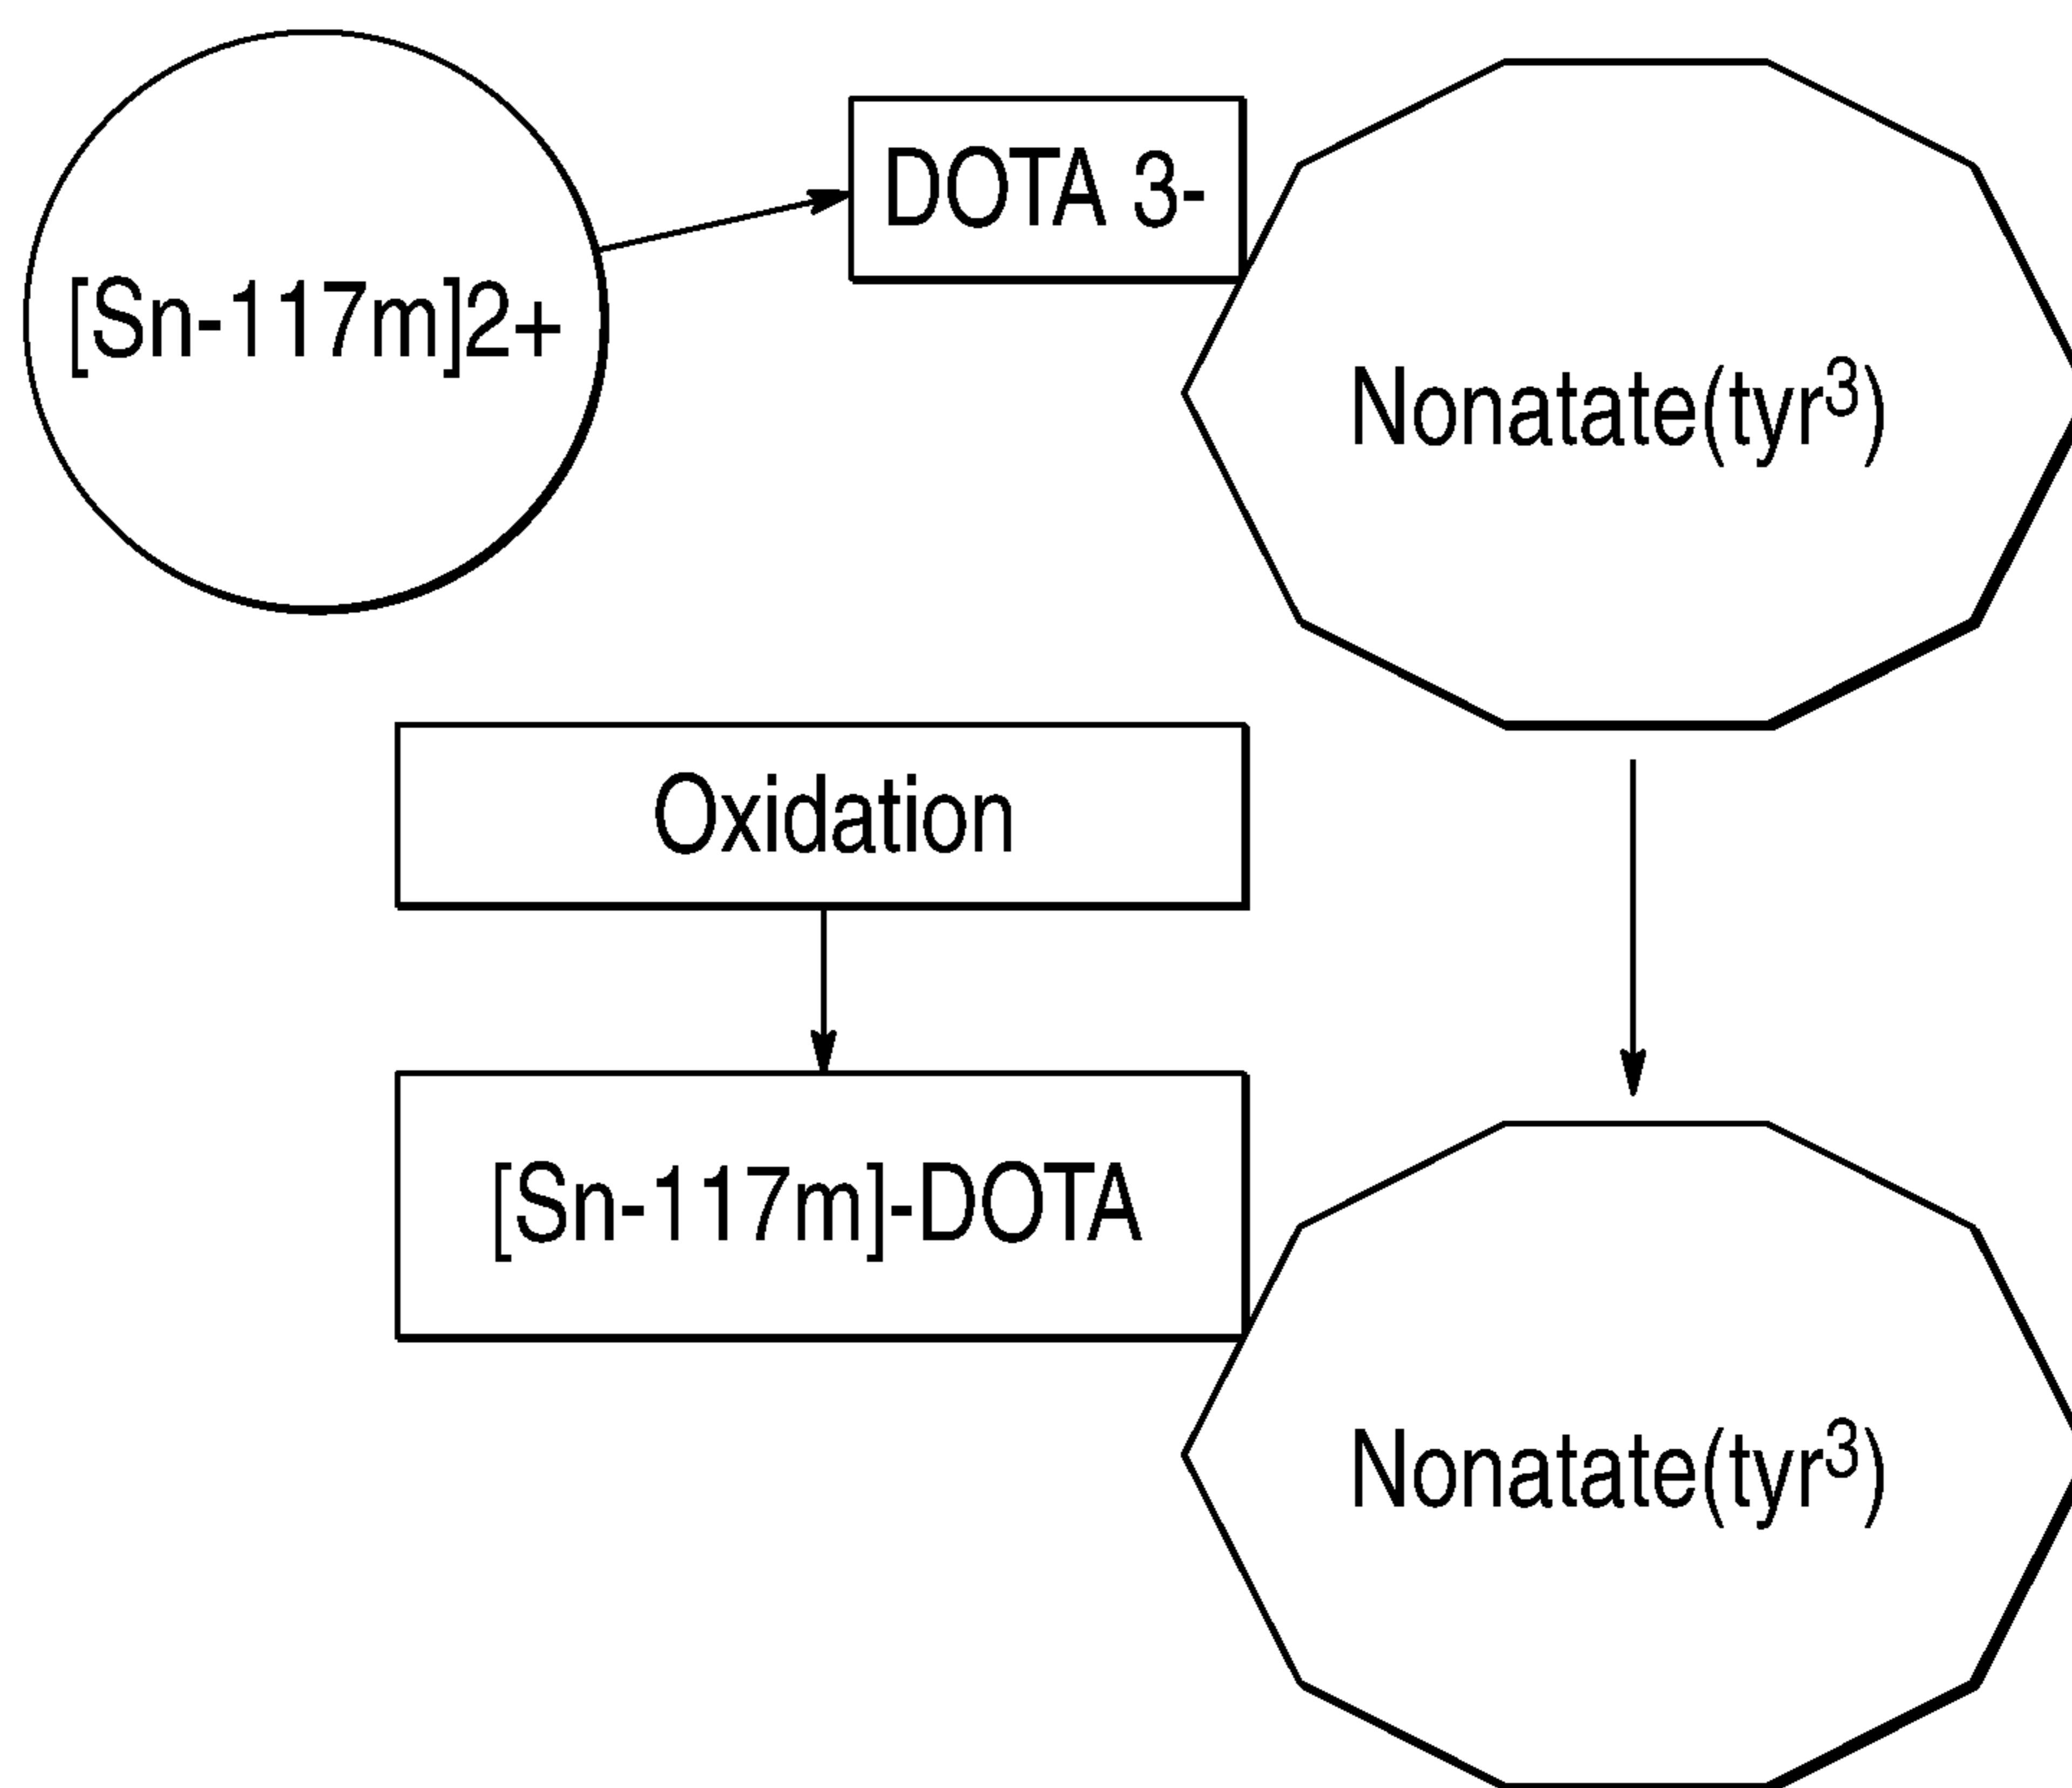 DOTA 3-
[Sn-117m]2+
Nonatate(tyr³)
Oxidation
[Sn-117m]-DOTA
Nonatate(tyr³)